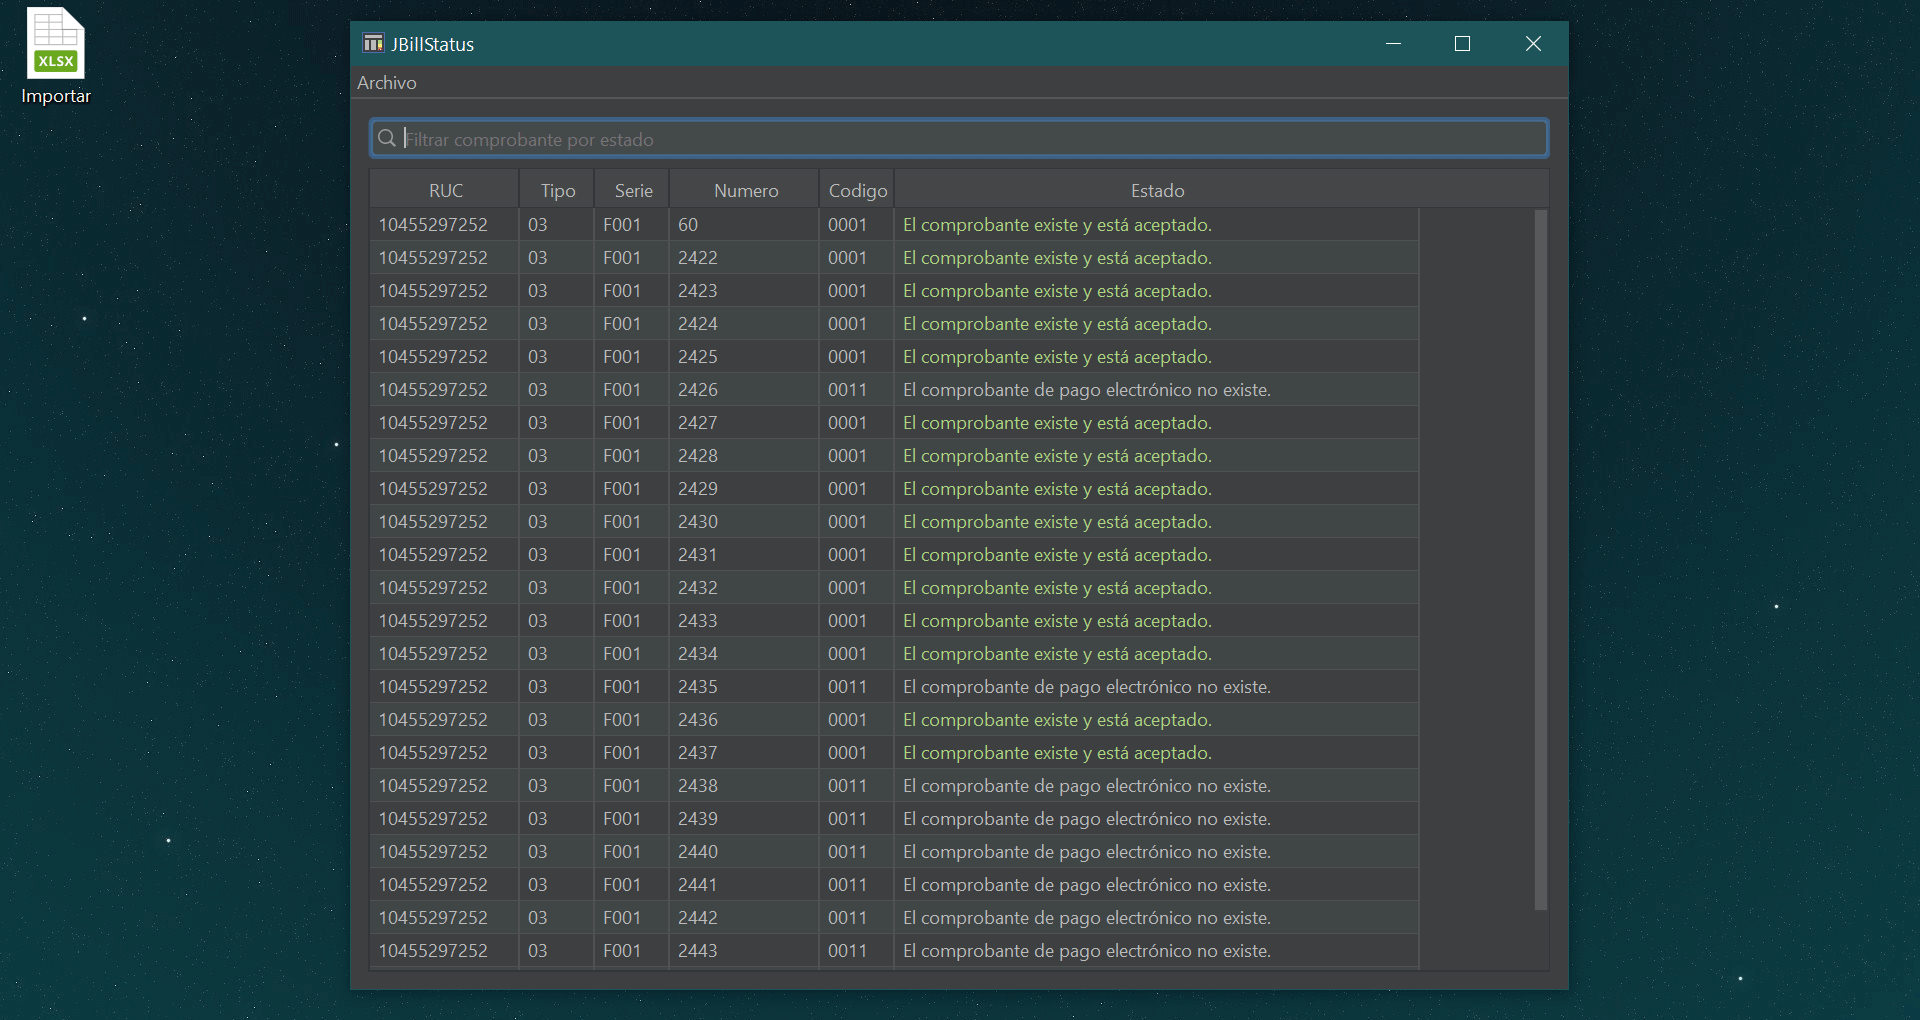 XLSX
Importar
JBillStatus
Archivo
Filtrar comprobante por estado
RUC Tipo Serie Numero Codigo Estado
10455297252 03 F001 60 0001 El comprobante existe y está aceptado.
10455297252 03 F001 2422 0001 El comprobante existe y está aceptado.
10455297252 03 F001 2423 0001 El comprobante existe y está aceptado.
10455297252 03 F001 2424 0001 El comprobante existe y está aceptado.
10455297252 03 F001 2425 0001 El comprobante existe y está aceptado.
10455297252 03 F001 2426 0011 El comprobante de pago electrónico no existe.
10455297252 03 F001 2427 0001 El comprobante existe y está aceptado.
10455297252 03 F001 2428 0001 El comprobante existe y está aceptado.
10455297252 03 F001 2429 0001 El comprobante existe y está aceptado.
10455297252 03 F001 2430 0001 El comprobante existe y está aceptado.
10455297252 03 F001 2431 0001 El comprobante existe y está aceptado.
10455297252 03 F001 2432 0001 El comprobante existe y está aceptado.
10455297252 03 F001 2433 0001 El comprobante existe y está aceptado.
10455297252 03 F001 2434 0001 El comprobante existe y está aceptado.
10455297252 03 F001 2435 0011 El comprobante de pago electrónico no existe.
10455297252 03 F001 2436 0001 El comprobante existe y está aceptado.
10455297252 03 F001 2437 0001 El comprobante existe y está aceptado.
10455297252 03 F001 2438 0011 El comprobante de pago electrónico no existe.
10455297252 03 F001 2439 0011 El comprobante de pago electrónico no existe.
10455297252 03 F001 2440 0011 El comprobante de pago electrónico no existe.
10455297252 03 F001 2441 0011 El comprobante de pago electrónico no existe.
10455297252 03 F001 2442 0011 El comprobante de pago electrónico no existe.
10455297252 03 F001 2443 0011 El comprobante de pago electrónico no existe.